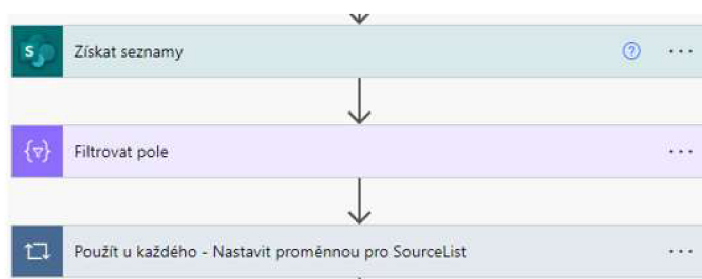 Získat seznamy
Filtrovat pole
Použít u každého - Nastavit proměnnou pro SourceList